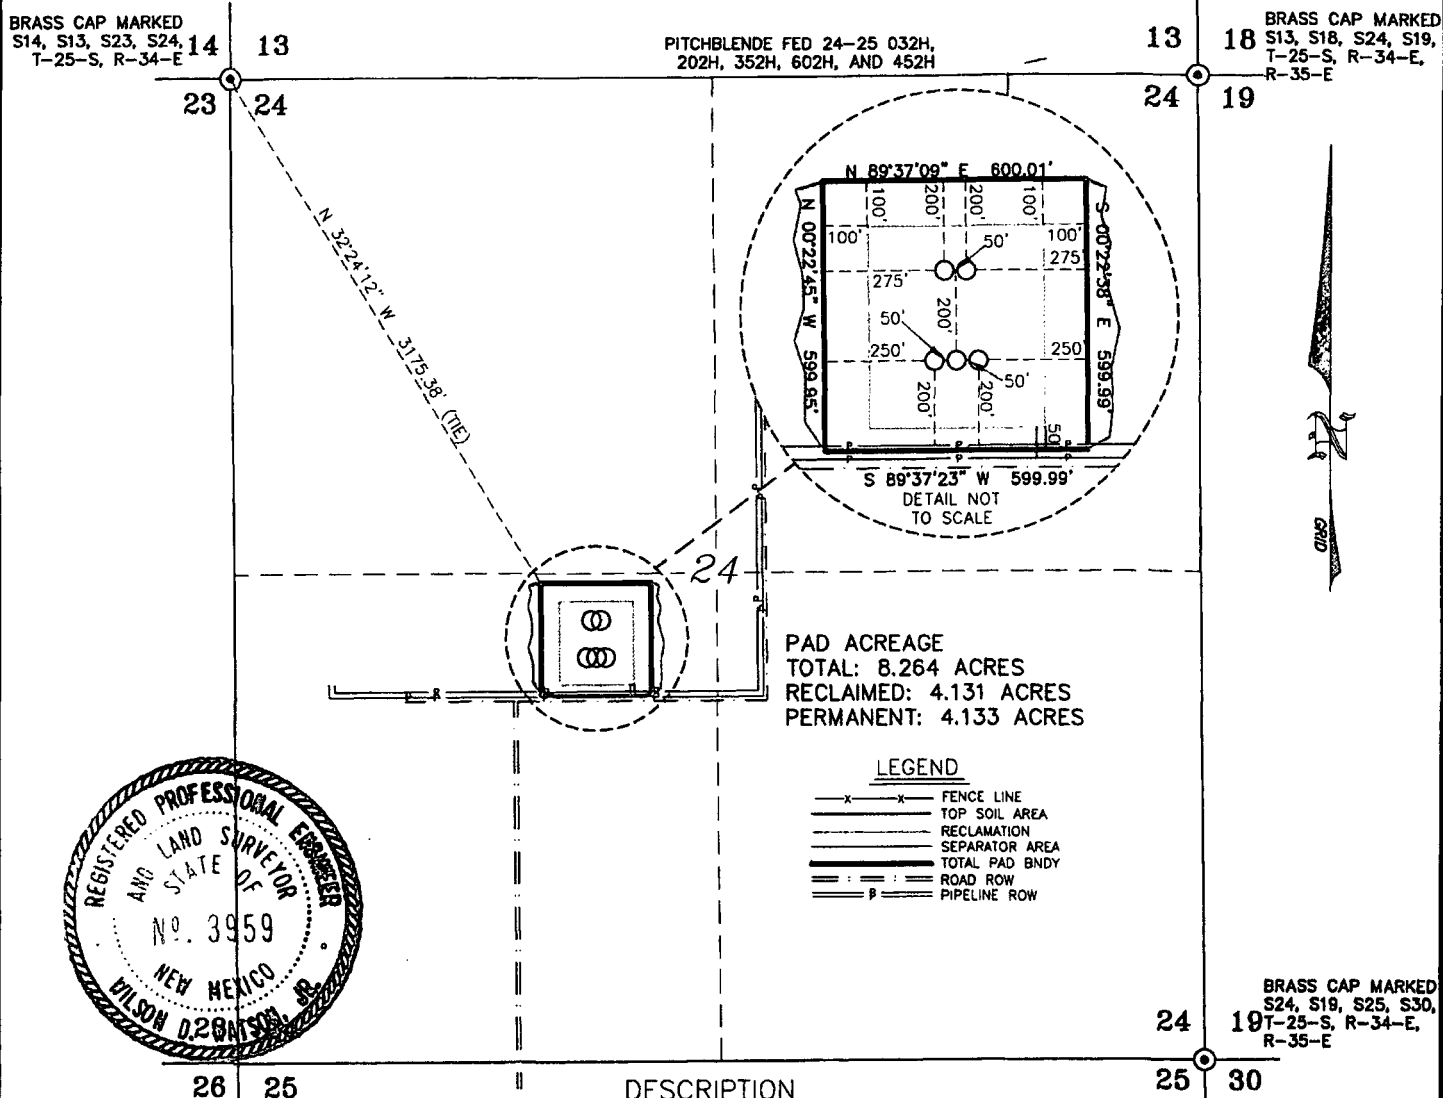 BRASS CAP MARKED
S14, S13, S23, S24,
T-25-S, R-34-E
14 13
23 24
PITCHBLENDE FED 24-25 032H,
202H, 352H, 602H, AND 452H
13 18
24 19
BRASS CAP MARKED
S13, S18, S24, S19,
T-25-S, R-34-E,
R-35-E
N 32°24'12" W 3175.38' (TIE)
N 89°37'09" E 600.01'
N 00°22'45" W 599.95'
S 00°22'38" E 599.99'
100' 200' 200' 100'
100' 100'
50'
275' 275'
200'
50'
250' 250'
50'
200' 200'
50'
P P P
P P P
S 89°37'23" W 599.99'
DETAIL NOT
TO SCALE
GRID
24
P
P
P P P P
PAD ACREAGE
TOTAL: 8.264 ACRES
RECLAIMED: 4.131 ACRES
PERMANENT: 4.133 ACRES
LEGEND
X X FENCE LINE
TOP SOIL AREA
RECLAMATION
SEPARATOR AREA
TOTAL PAD BNDY
ROAD ROW
P PIPELINE ROW
REGISTERED PROFESSIONAL ENGINEER
AND LAND SURVEYOR
STATE OF
Nº. 3959
NEW MEXICO
WILSON D. WATSON, JR.
26 25
24 19
25 30
BRASS CAP MARKED
S24, S19, S25, S30,
T-25-S, R-34-E,
R-35-E
DESCRIPTION